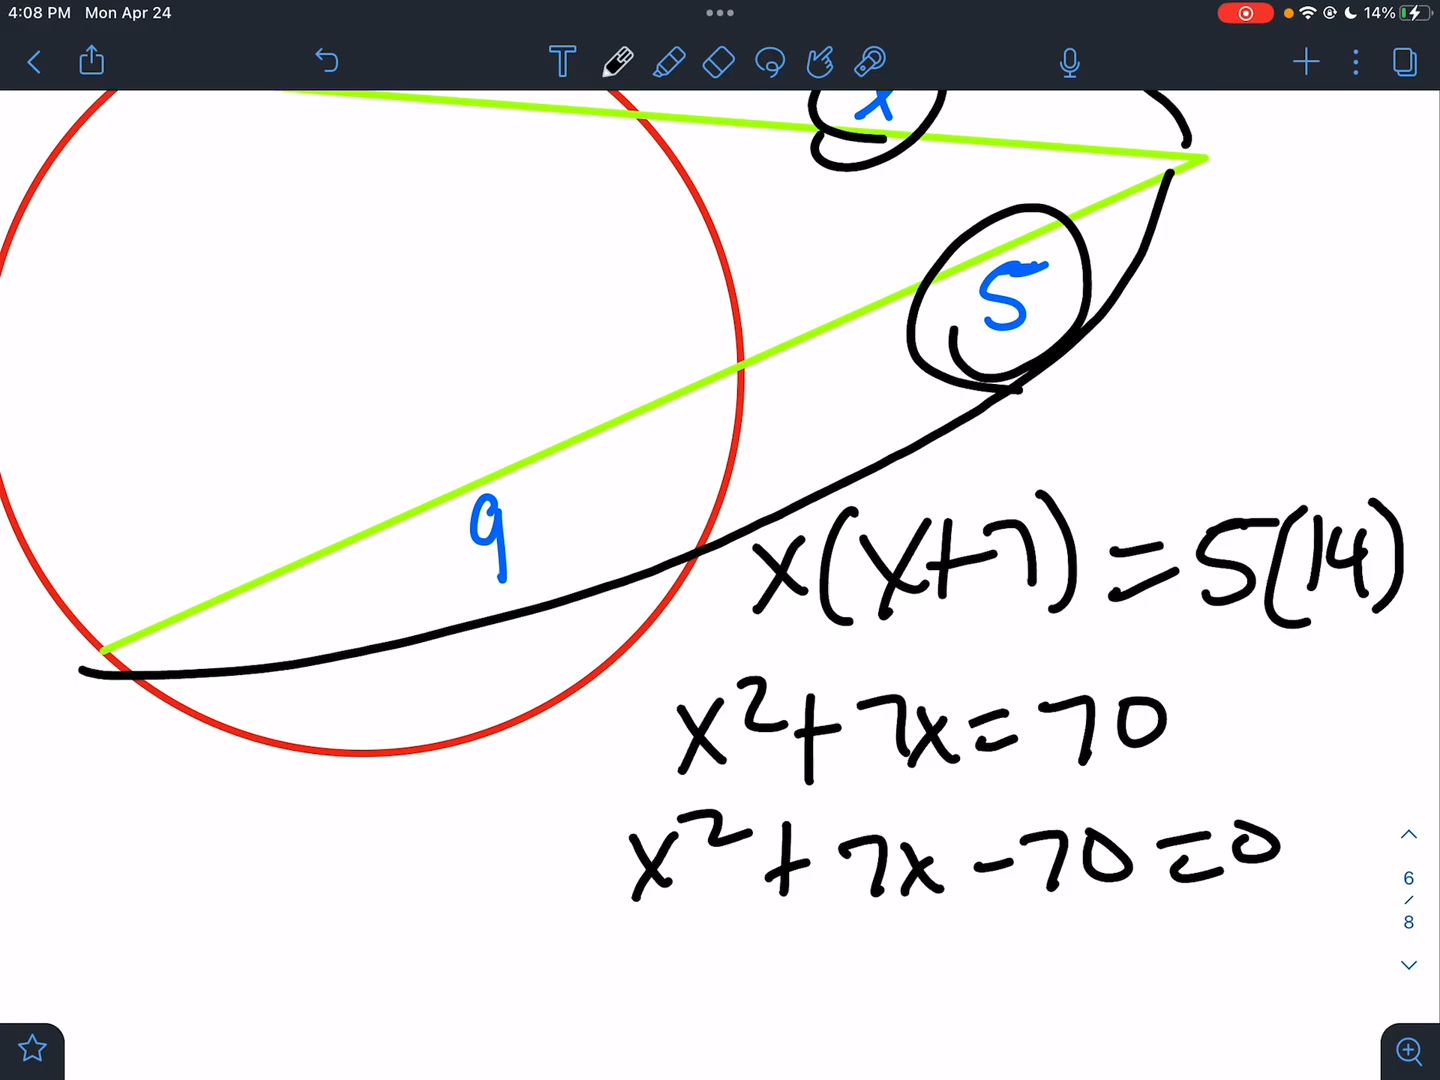 4:08 PM Mon Apr 24
14%
T
x
5
9
x(x+7)=5(14)
x²+7x=70
x²+7x-70=0
6
/
8